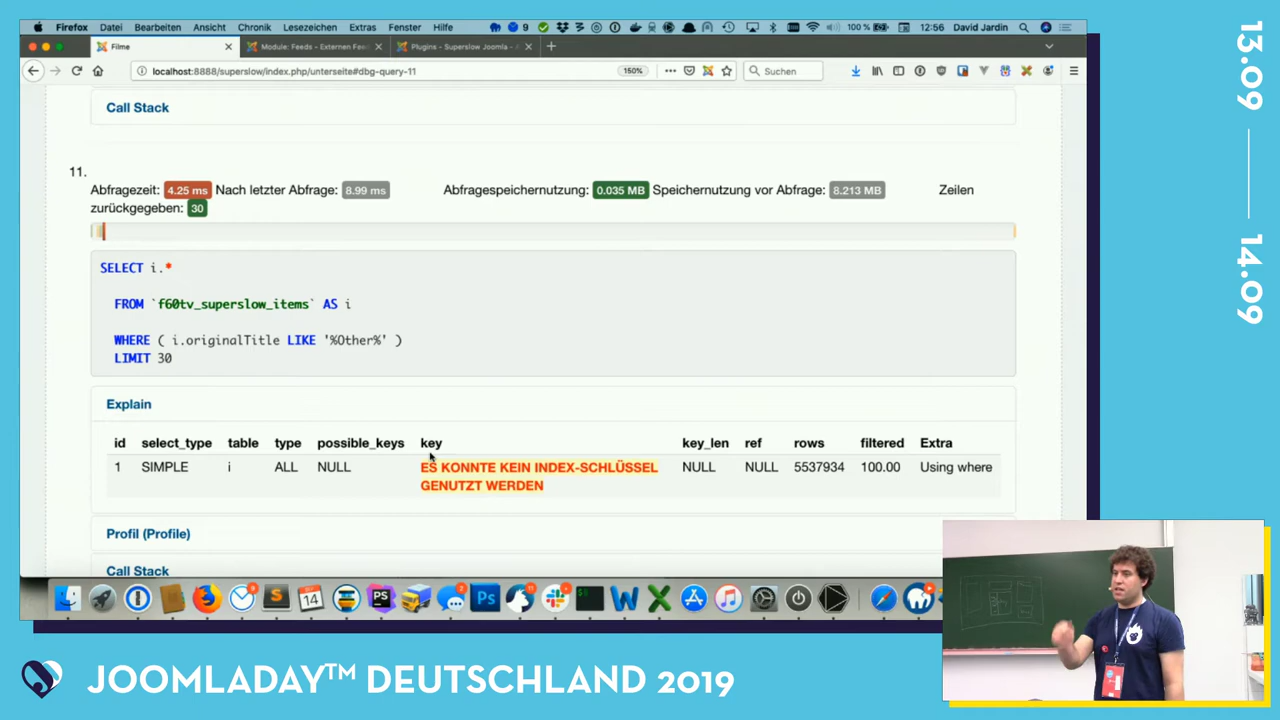 Firefox Datei Bearbeiten Ansicht Chronik Lesezeichen Extras Fenster Hilfe 9 100 % 12:56 David Jardin
Filme Module: Feeds - Externen Fee Plugins - Superslow Joomla -
localhost:8888/superslow/index.php/unterseite#dbg-query-11 150% Suchen
Call Stack
11.
Abfragezeit: 4.25 ms Nach letzter Abfrage: 8.99 ms Abfragespeichernutzung: 0.035 MB Speichernutzung vor Abfrage: 8.213 MB Zeilen
zurückgegeben: 30
SELECT i.*
FROM `f60tv_superslow_items` AS i
WHERE ( i.originalTitle LIKE '%Other%' )
LIMIT 30
Explain
id select_type table type possible_keys key key_len ref rows filtered Extra
1 SIMPLE i ALL NULL ES KONNTE KEIN INDEX-SCHLÜSSEL NULL NULL 5537934 100.00 Using where
GENUTZT WERDEN
Profil (Profile)
Call Stack
14
PS
Ps
13.09
14.09
JOOMLADAY™ DEUTSCHLAND 2019